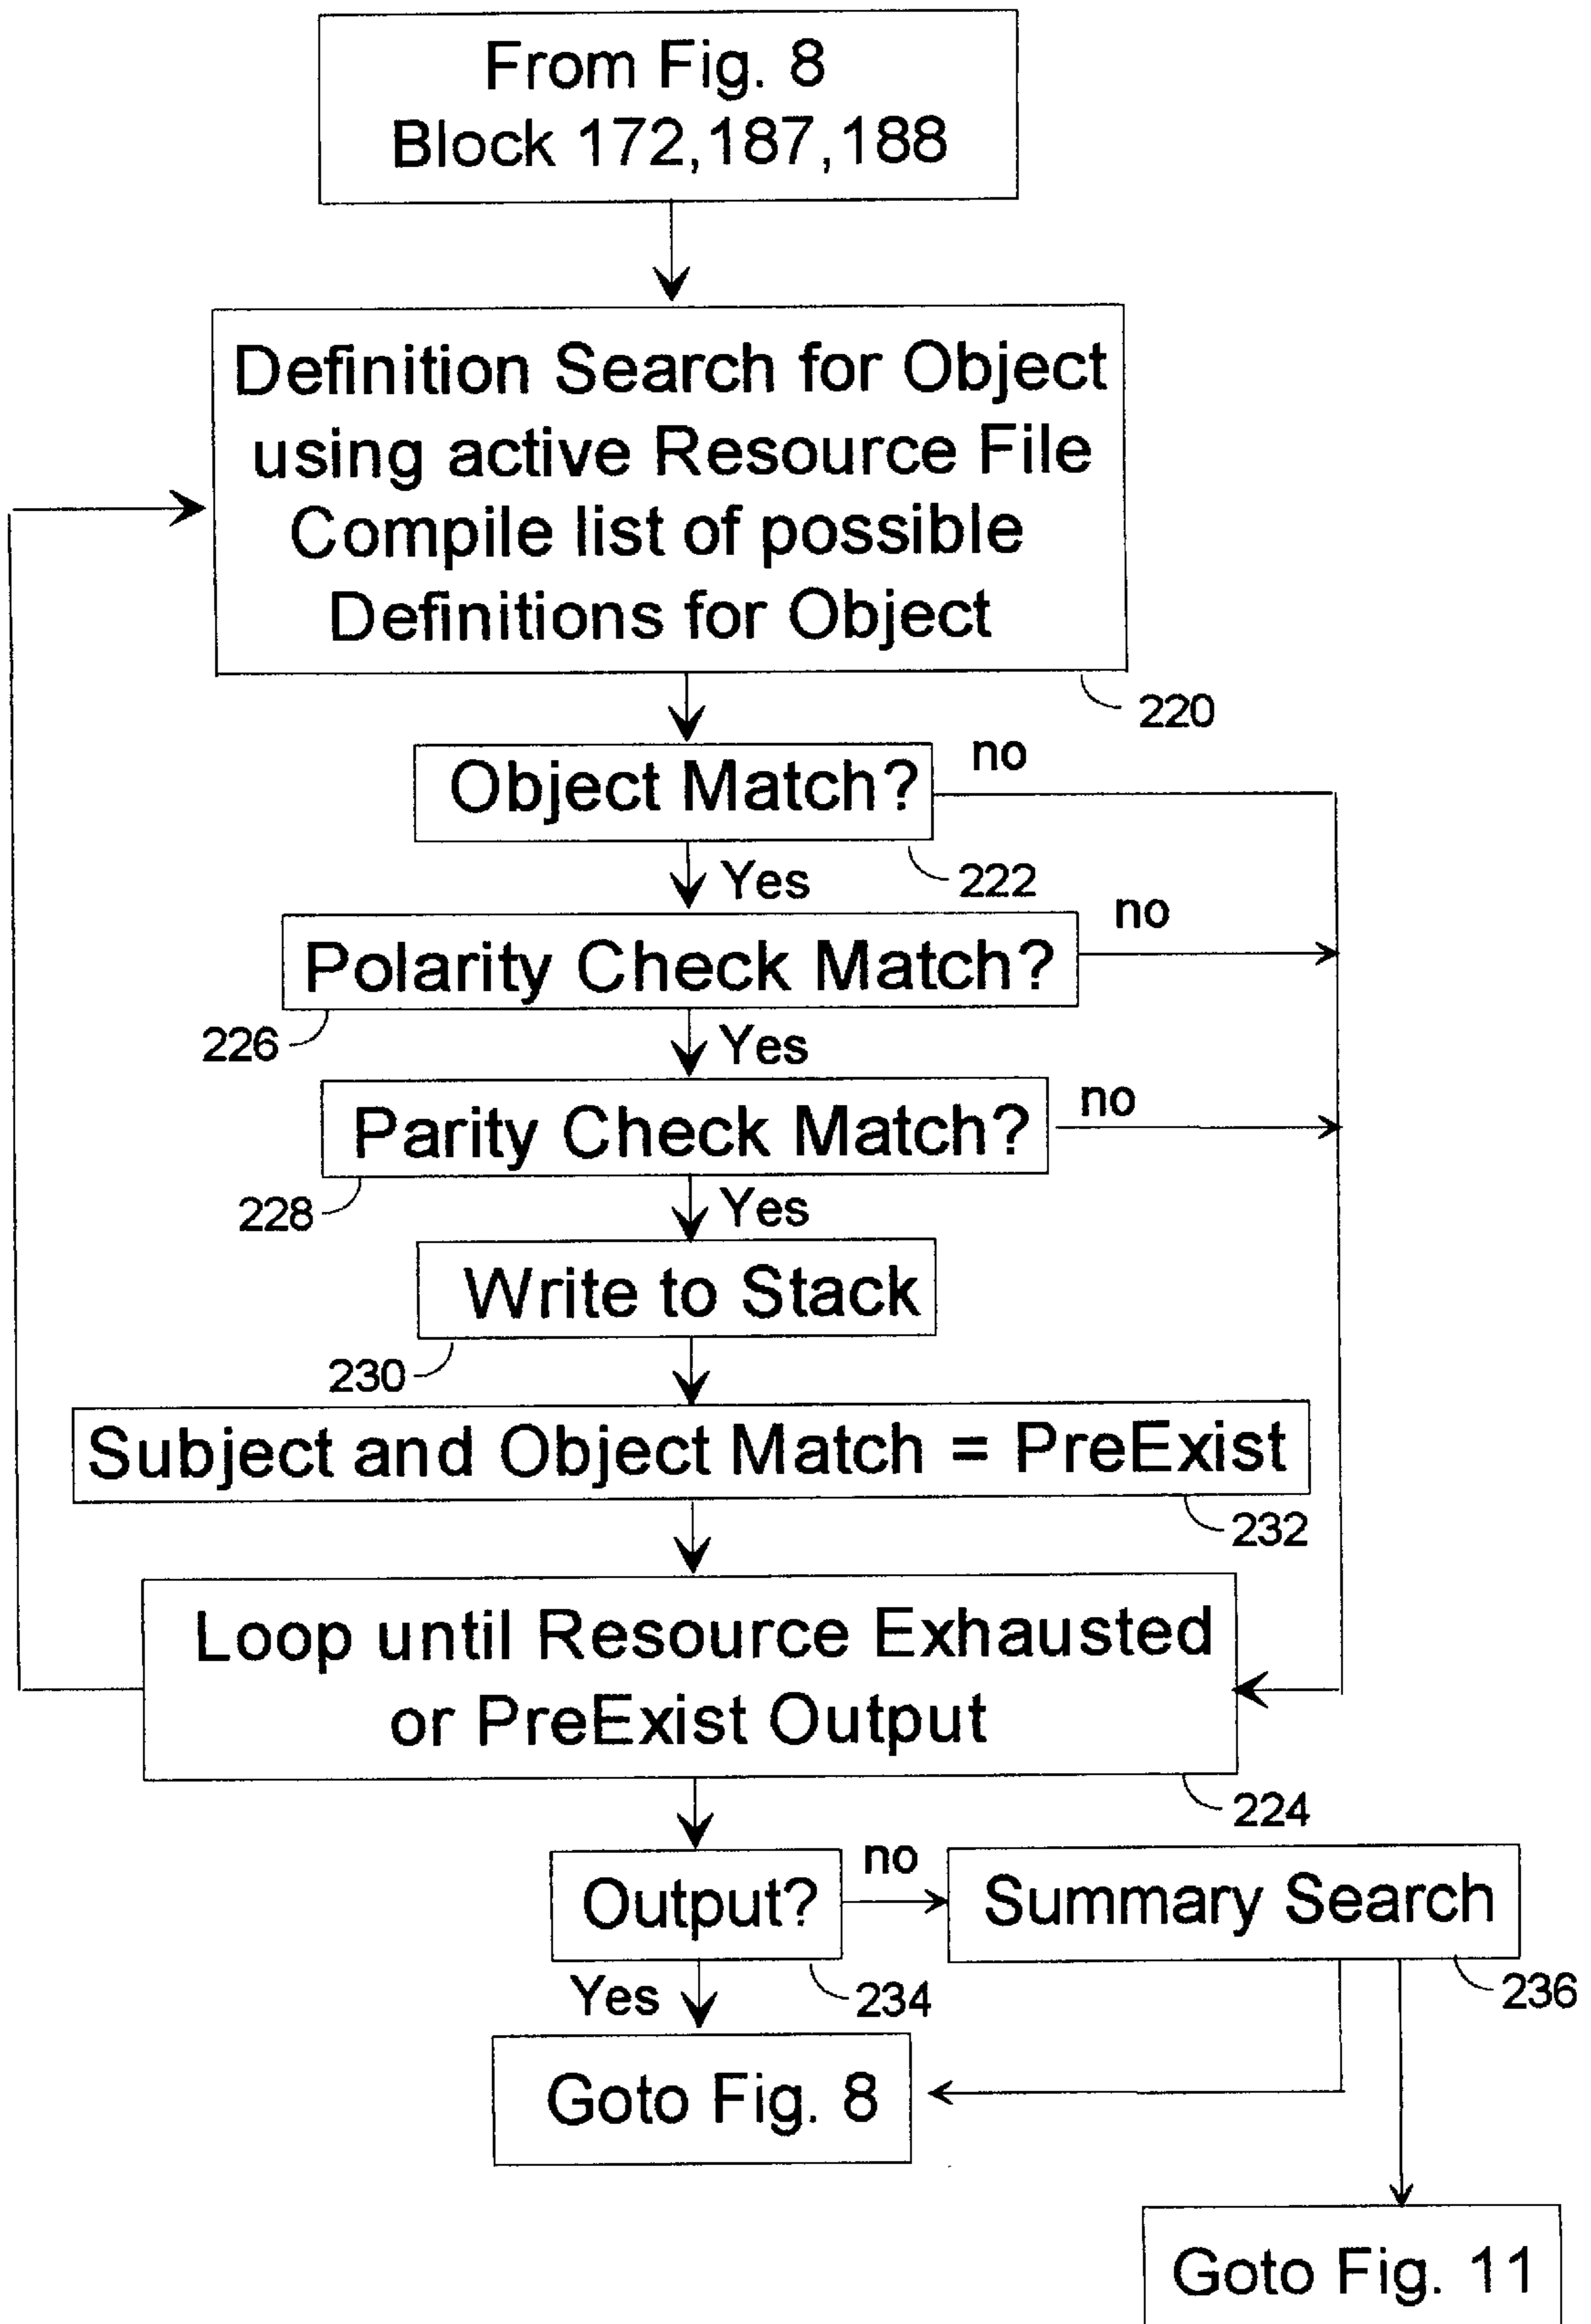 From Fig. 8
Block 172,187,188
Definition Search for Object
using active Resource File
Compile list of possible
Definitions for Object
220
Object Match?
no
222
Yes
Polarity Check Match?
no
226
Yes
Parity Check Match?
no
228
Yes
Write to Stack
230
Subject and Object Match = PreExist
232
Loop until Resource Exhausted
or PreExist Output
224
Output?
no
Summary Search
Yes
234
236
Goto Fig. 8
Goto Fig. 11